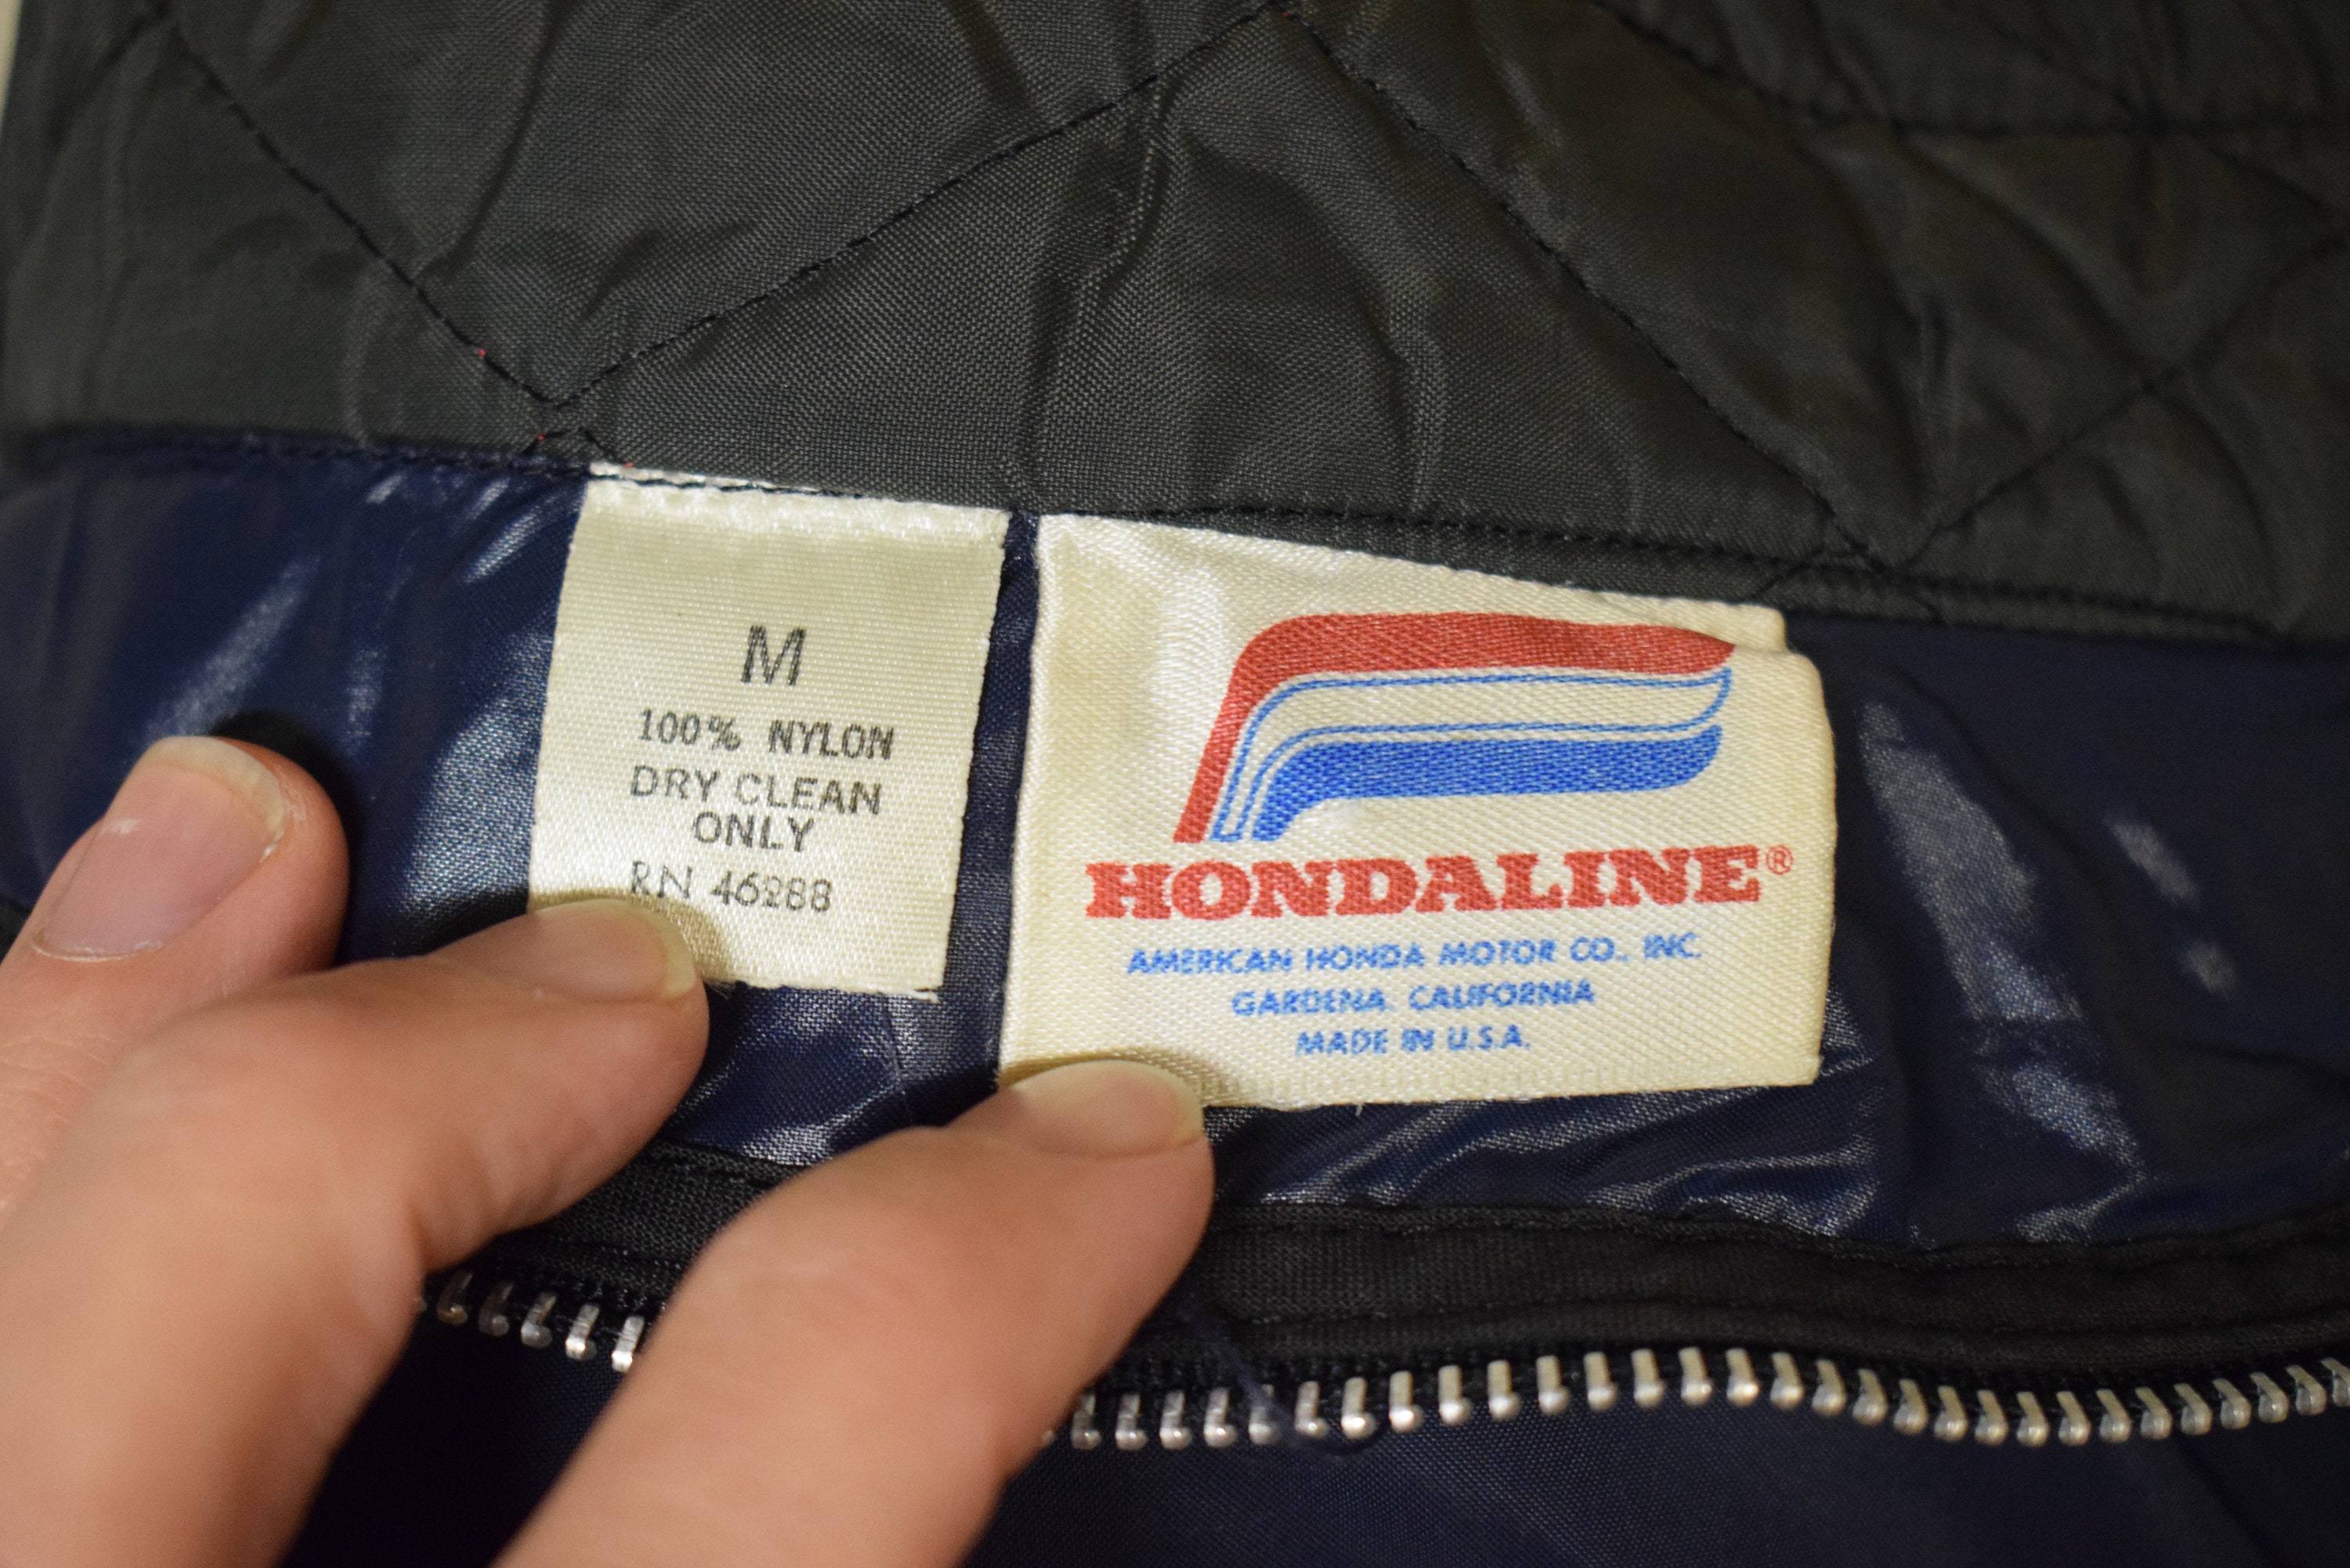 M
100% NYLON
DRY CLEAN
ONLY
RN 46288
HONDALINE®
AMERICAN HONDA MOTOR CO., INC.
GARDENA, CALIFORNIA
MADE IN U.S.A.